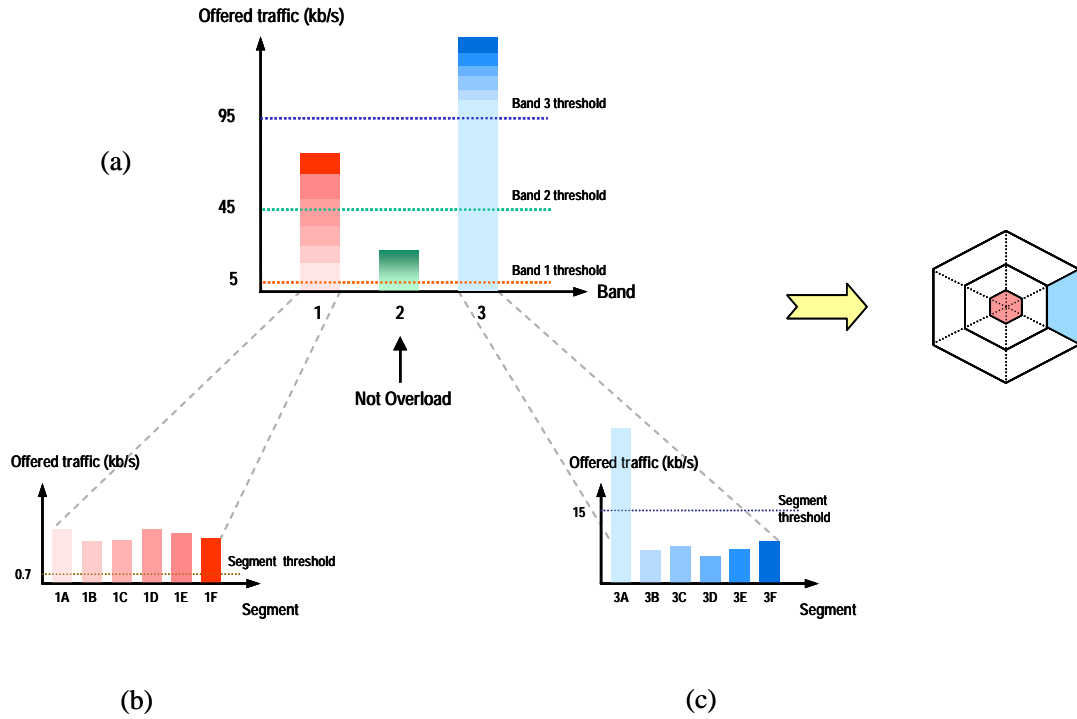 Offered traffic (kb/s)
95
Band 3 threshold
(a)
45
Band 2 threshold
5
Band 1 threshold
Band
1
2
3
Not Overload
Offered traffic (kb/s)
0.7
Segment threshold
1A 1B 1C 1D 1E 1F
Segment
Offered traffic (kb/s)
15
Segment
threshold
3A 3B 3C 3D 3E 3F
Segment
(b)
(c)